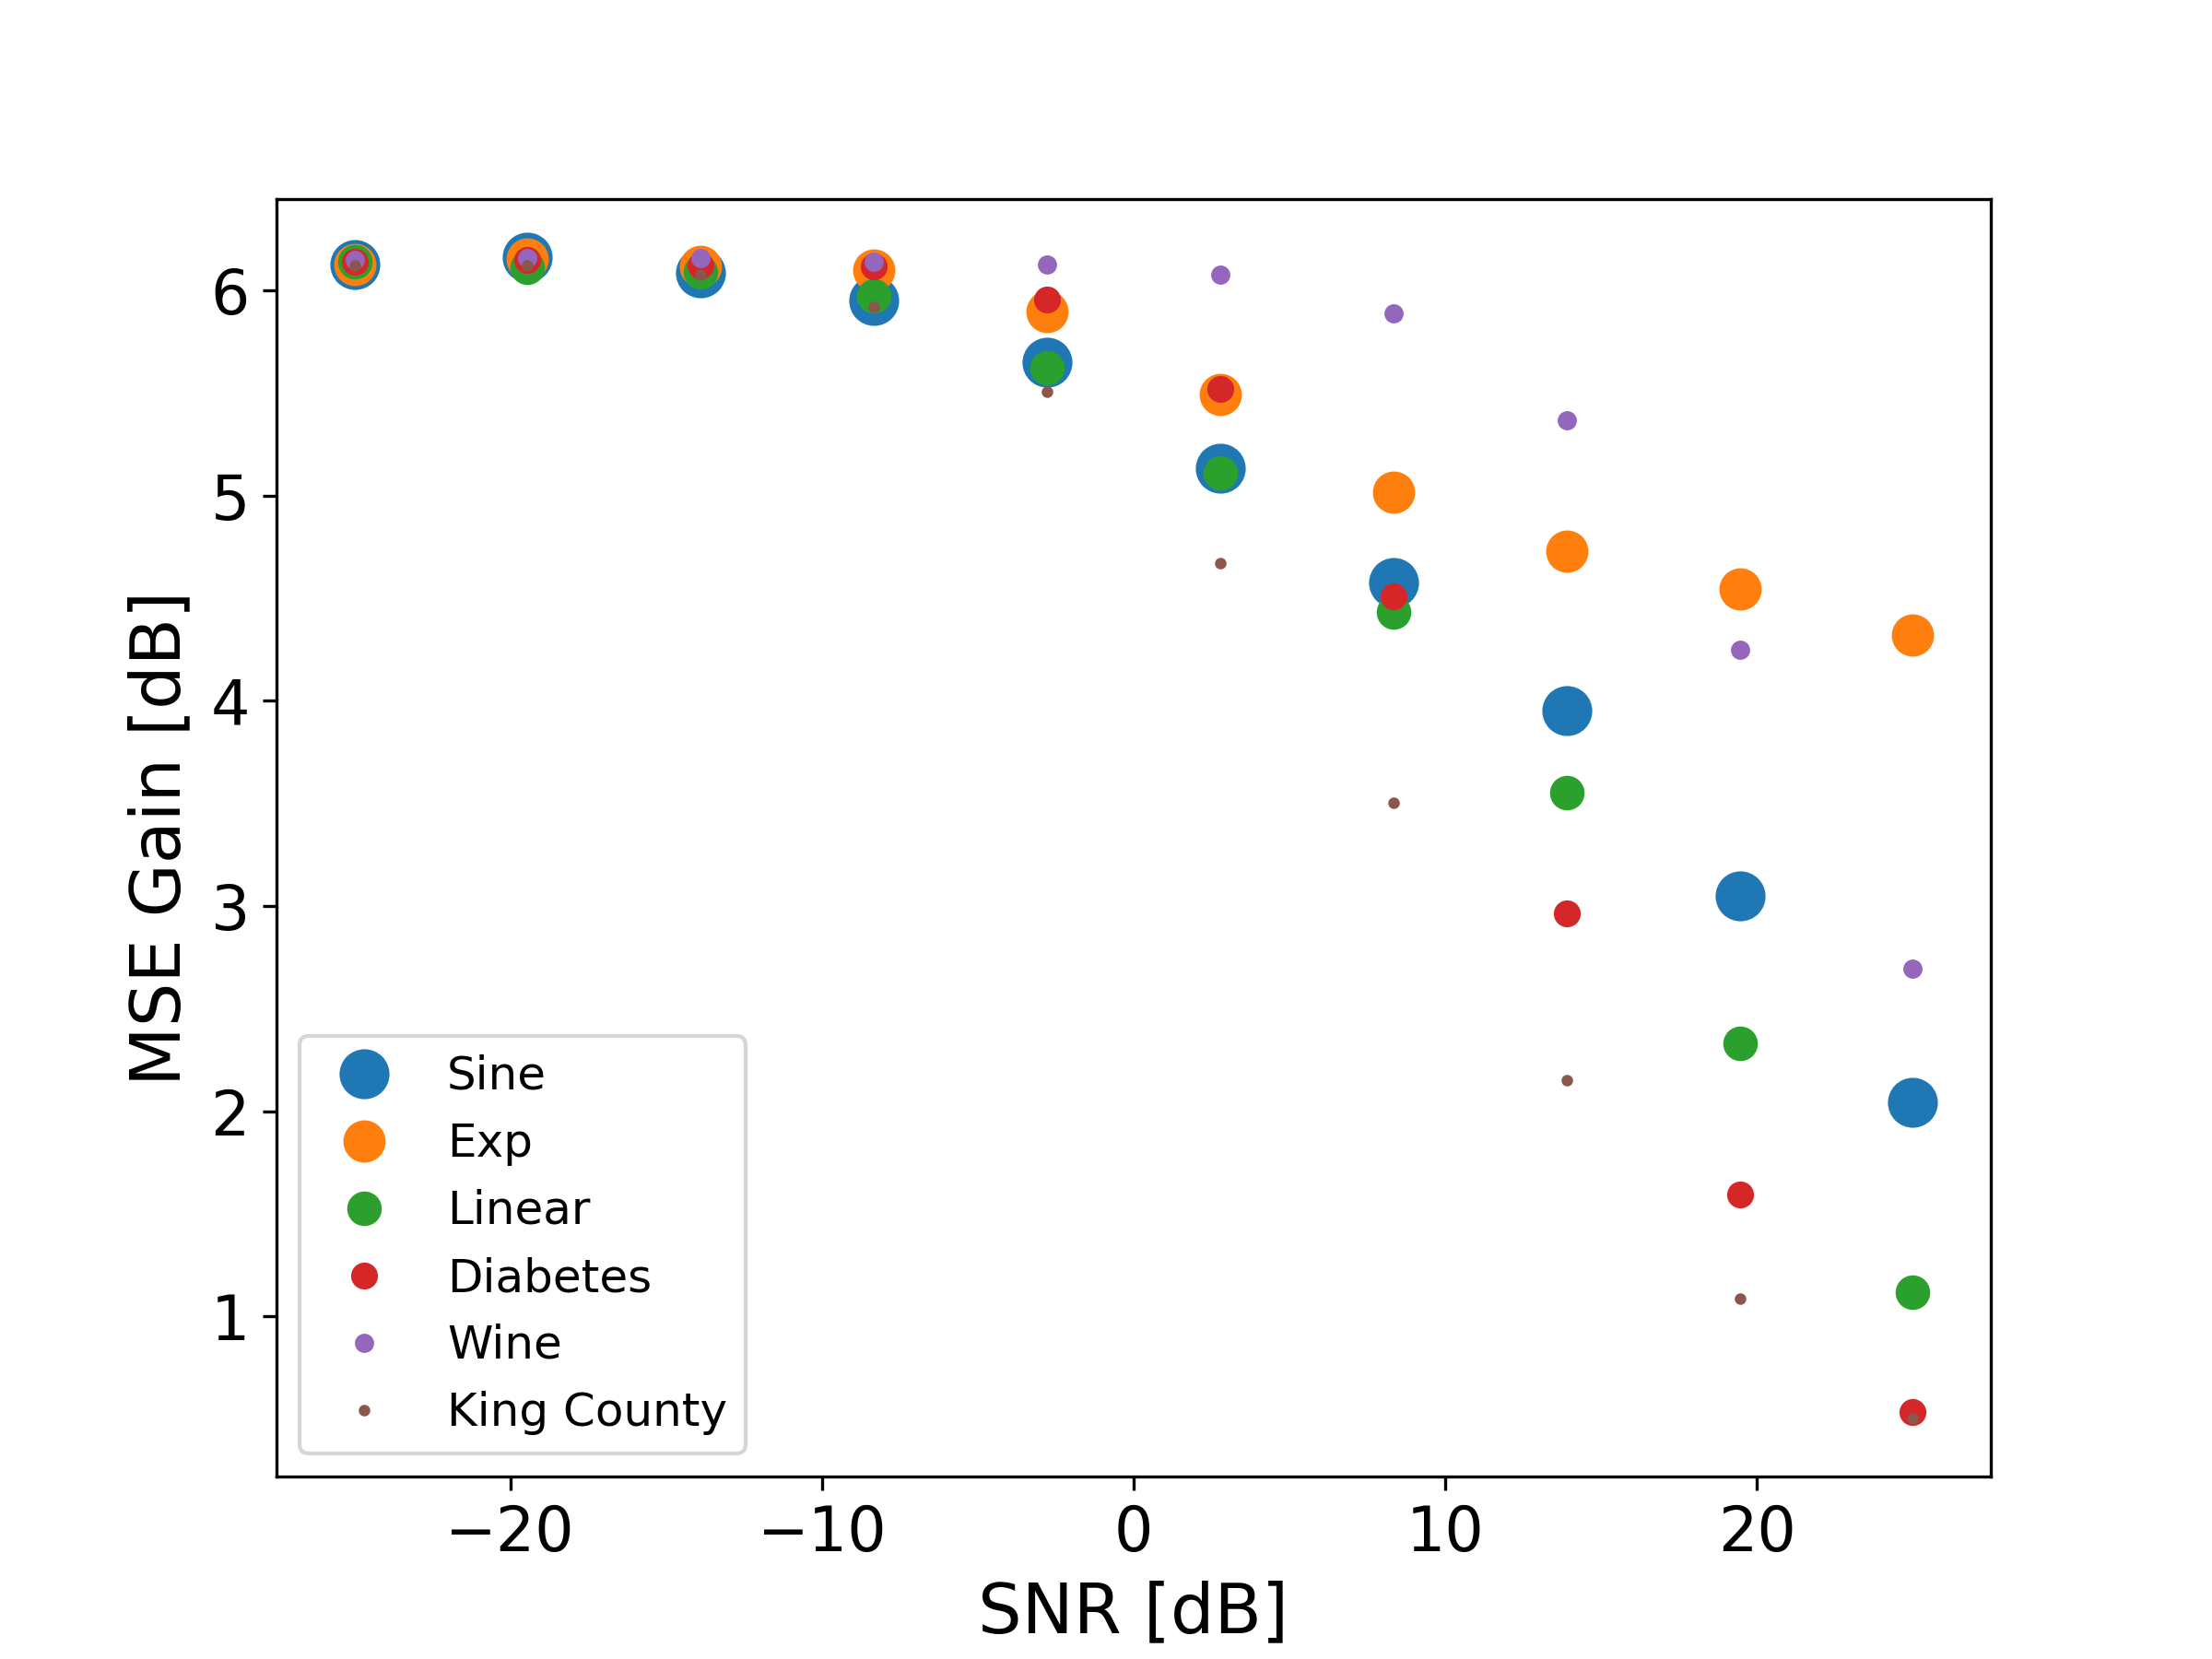 MSE Gain [dB]
6
5
4
3
2
1
Sine
Exp
Linear
Diabetes
Wine
King County
−20 −10 0 10 20
SNR [dB]